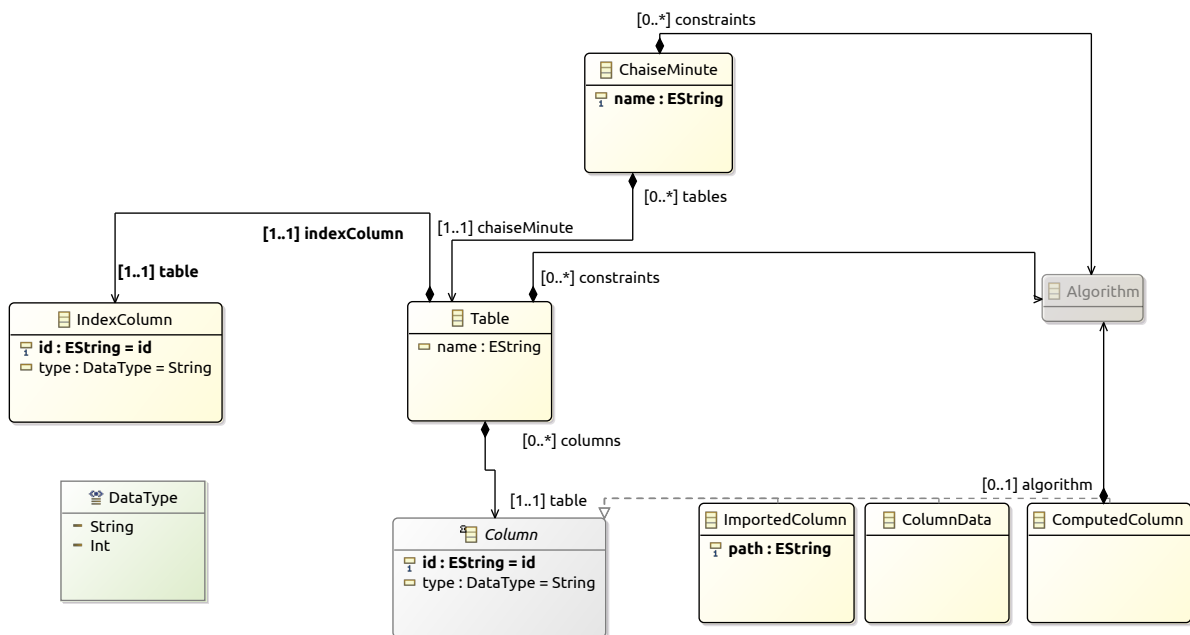 [0..*] constraints
ChaiseMinute
name : EString
[0..*] tables
[1..1] chaiseMinute
[1..1] indexColumn
[1..1] table
[0..*] constraints
Algorithm
IndexColumn
id : EString = id
type : DataType = String
Table
name : EString
[0..*] columns
[1..1] table
[0..1] algorithm
DataType
String
Int
Column
id : EString = id
type : DataType = String
ImportedColumn
path : EString
ColumnData
ComputedColumn